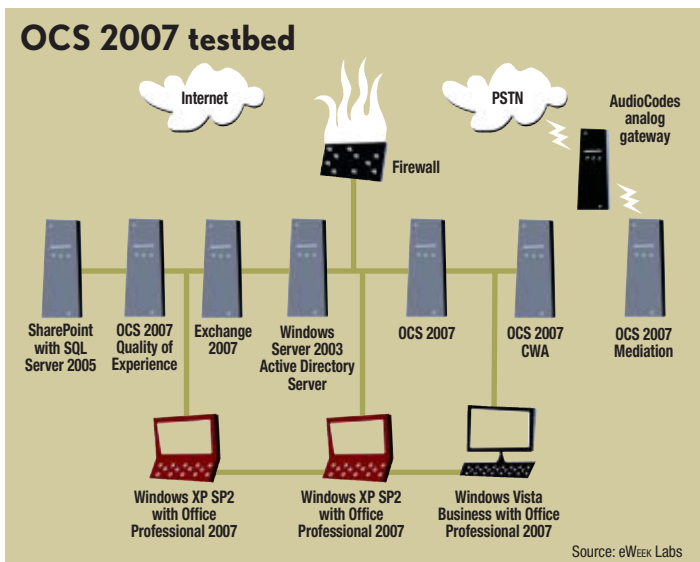 OCS 2007 testbed
Internet
PSTN
AudioCodes
analog
gateway
Firewall
SharePoint
with SQL
Server 2005
OCS 2007
Quality of
Experience
Exchange
2007
Windows
Server 2003
Active Directory
Server
OCS 2007
OCS 2007
CWA
OCS 2007
Mediation
Windows XP SP2
with Office
Professional 2007
Windows XP SP2
with Office
Professional 2007
Windows Vista
Business with Office
Professional 2007
Source: eWEEK Labs